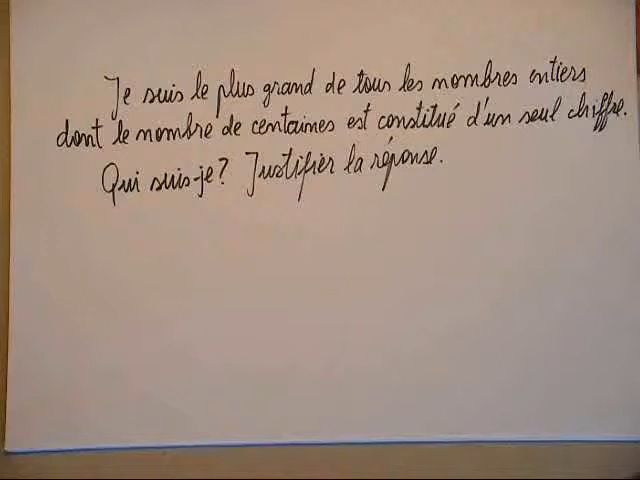 Je suis le plus grand de tous les nombres entiers
dont le nombre de centaines est constitué d'un seul chiffre.
Qui suis-je? Justifier la réponse.